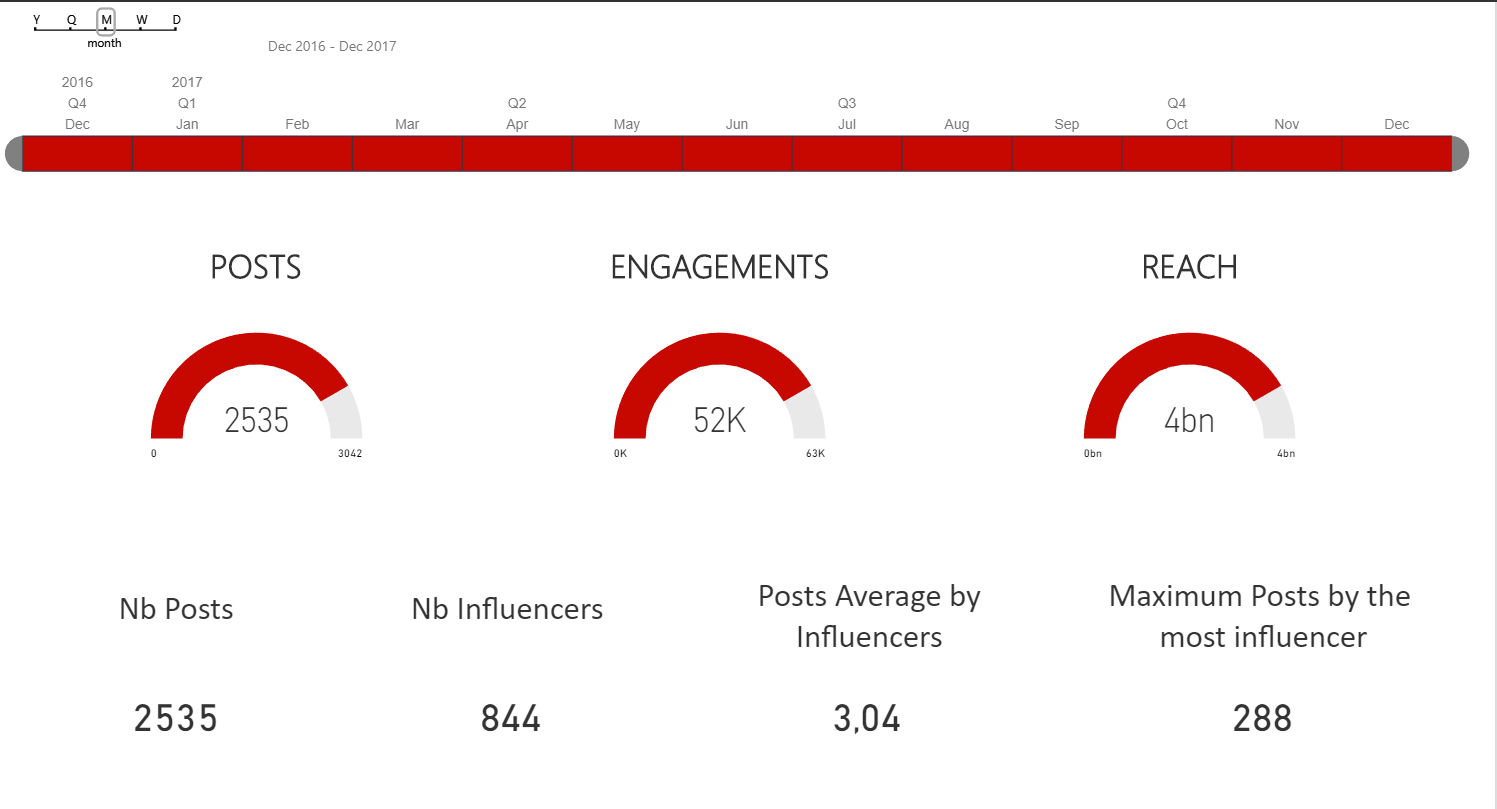 Y Q M W D
month
Dec 2016 - Dec 2017
2016 2017
Q4 Q1 Q2 Q3 Q4
Dec Jan Feb Mar Apr May Jun Jul Aug Sep Oct Nov Dec
POSTS ENGAGEMENTS REACH
2535 52K 4bn
0 3042 0K 63K 0bn 4bn
Nb Posts
Nb Influencers
Posts Average by
Influencers
Maximum Posts by the
most influencer
2535 844 3,04 288